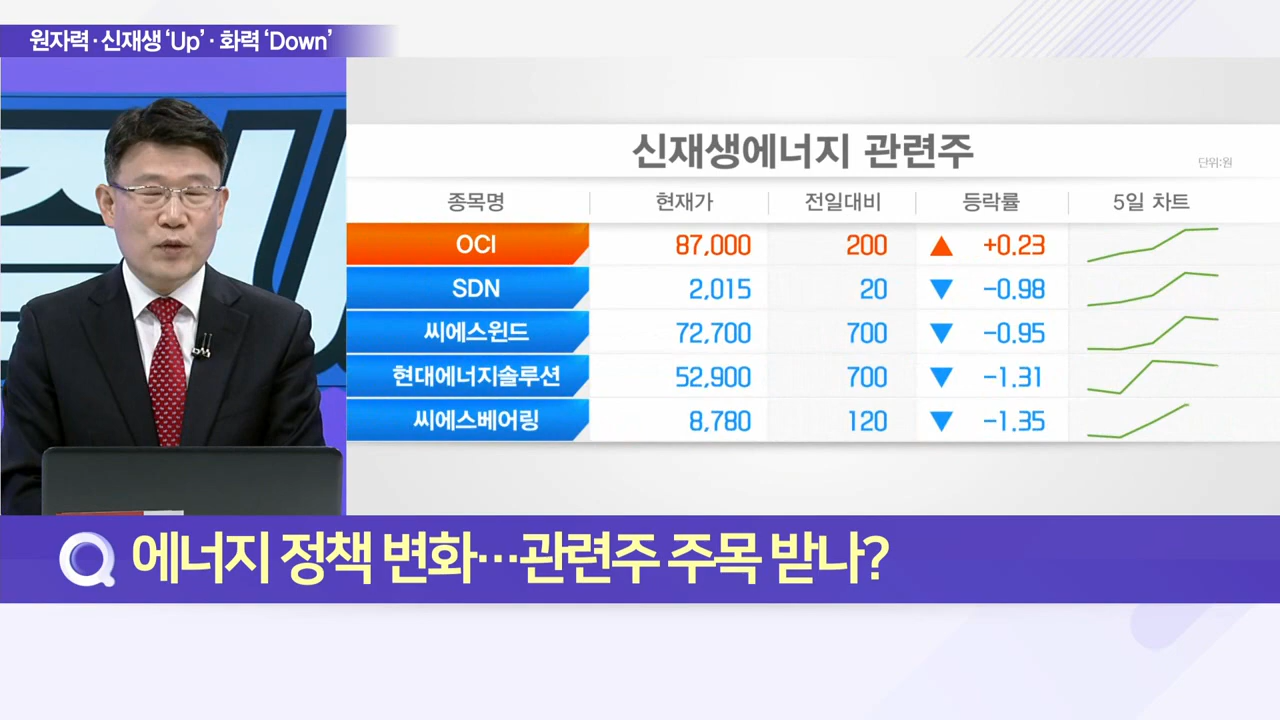 원자력·신재생 ‘Up’·화력 ‘Down’
신재생에너지 관련주
단위:원
종목명 현재가 전일대비 등락률 5일 차트
OCI 87,000 200 ▲ +0.23
SDN 2,015 20 ▼ -0.98
씨에스윈드 72,700 700 ▼ -0.95
현대에너지솔루션 52,900 700 ▼ -1.31
씨에스베어링 8,780 120 ▼ -1.35
Q 에너지 정책 변화…관련주 주목 받나?